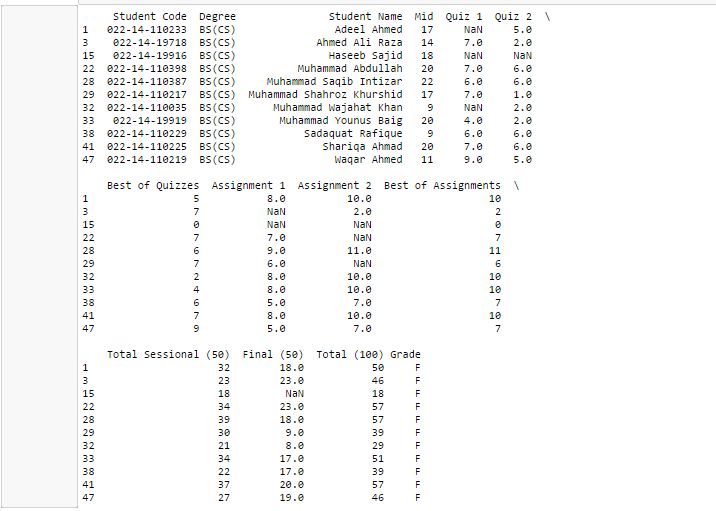 Student Code Degree Student Name Mid Quiz 1 Quiz 2 \
1 022-14-110233 BS(CS) Adeel Ahmed 17 NaN 5.0
3 022-14-19718 BS(CS) Ahmed Ali Raza 14 7.0 2.0
15 022-14-19916 BS(CS) Haseeb Sajid 18 NaN NaN
22 022-14-110398 BS(CS) Muhammad Abdullah 20 7.0 6.0
28 022-14-110387 BS(CS) Muhammad Saqib Intizar 22 6.0 6.0
29 022-14-110217 BS(CS) Muhammad Shahroz Khurshid 17 7.0 1.0
32 022-14-110035 BS(CS) Muhammad Wajahat Khan 9 NaN 2.0
33 022-14-19919 BS(CS) Muhammad Younus Baig 20 4.0 2.0
38 022-14-110229 BS(CS) Sadaquat Rafique 9 6.0 6.0
41 022-14-110225 BS(CS) Shariqa Ahmad 20 7.0 6.0
47 022-14-110219 BS(CS) Waqar Ahmed 11 9.0 5.0
Best of Quizzes Assignment 1 Assignment 2 Best of Assignments \
1 5 8.0 10.0 10
3 7 NaN 2.0 2
15 0 NaN NaN 0
22 7 7.0 NaN 7
28 6 9.0 11.0 11
29 7 6.0 NaN 6
32 2 8.0 10.0 10
33 4 8.0 10.0 10
38 6 5.0 7.0 7
41 7 8.0 10.0 10
47 9 5.0 7.0 7
Total Sessional (50) Final (50) Total (100) Grade
1 32 18.0 50 F
3 23 23.0 46 F
15 18 NaN 18 F
22 34 23.0 57 F
28 39 18.0 57 F
29 30 9.0 39 F
32 21 8.0 29 F
33 34 17.0 51 F
38 22 17.0 39 F
41 37 20.0 57 F
47 27 19.0 46 F